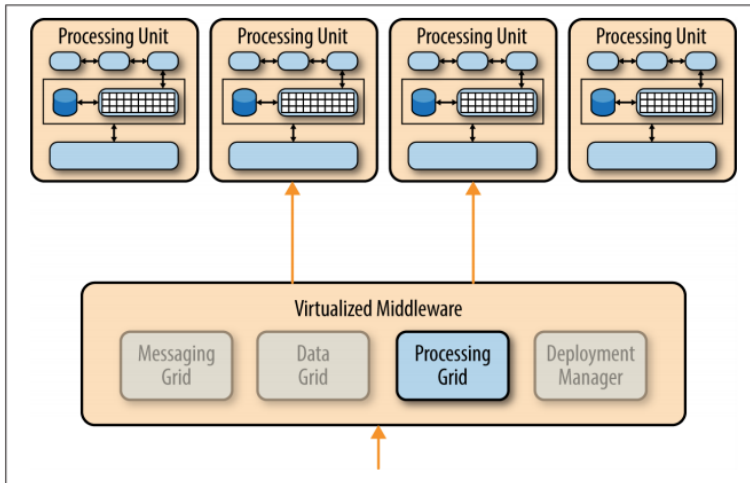 Processing Unit
Processing Unit
Processing Unit
Processing Unit
Virtualized Middleware
Messaging
Grid
Data
Grid
Processing
Grid
Deployment
Manager